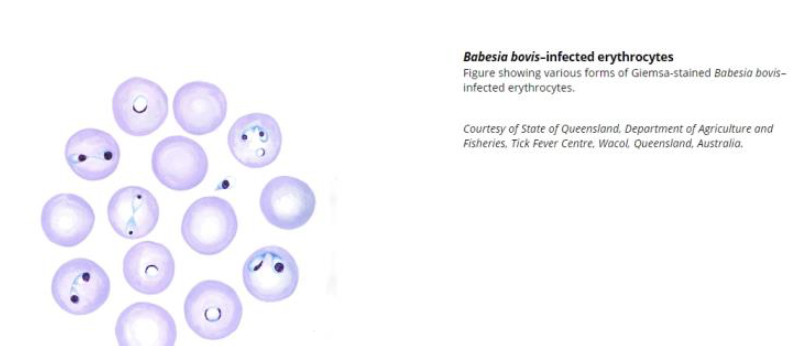 Babesia bovis–infected erythrocytes
Figure showing various forms of Giemsa-stained Babesia bovis–
infected erythrocytes.
Courtesy of State of Queensland, Department of Agriculture and
Fisheries, Tick Fever Centre, Wacol, Queensland, Australia.